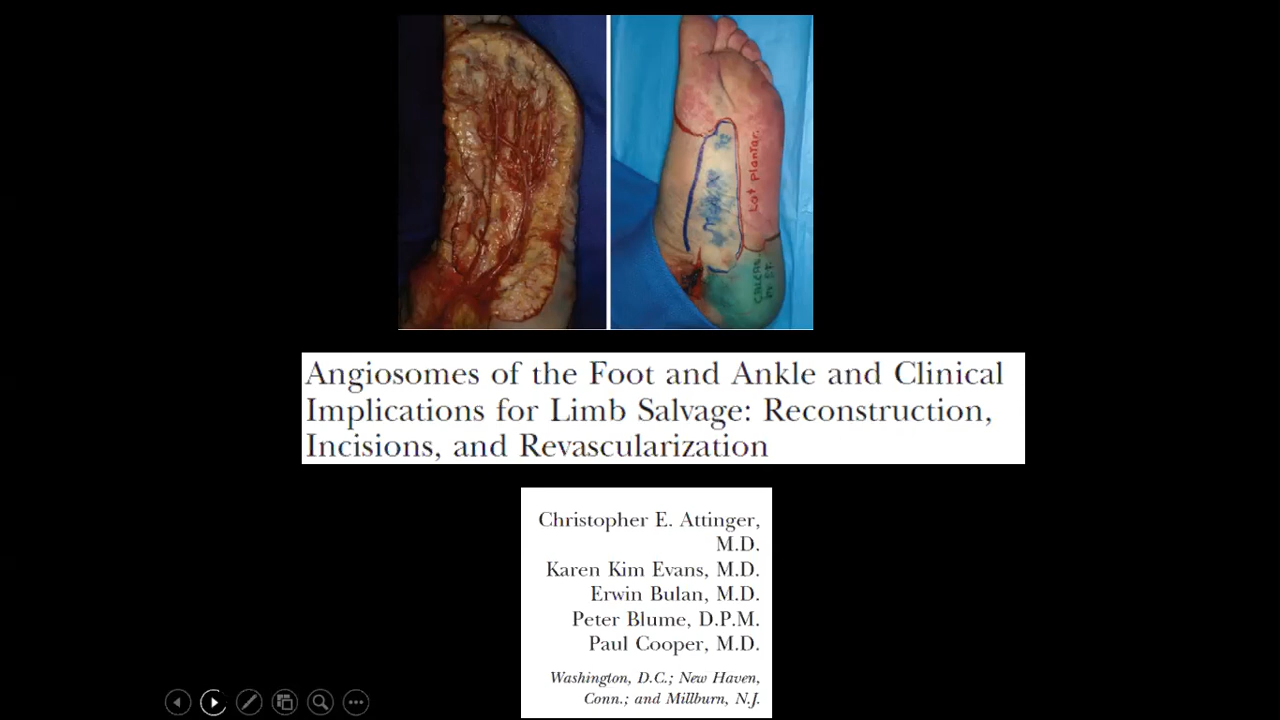 Lat plantar.
Angiosomes of the Foot and Ankle and Clinical
Implications for Limb Salvage: Reconstruction,
Incisions, and Revascularization
Christopher E. Attinger,
M.D.
Karen Kim Evans, M.D.
Erwin Bulan, M.D.
Peter Blume, D.P.M.
Paul Cooper, M.D.
Washington, D.C.; New Haven,
Conn.; and Millburn, N.J.